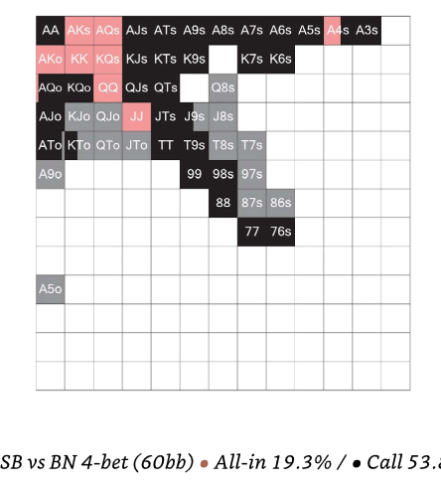 AA AKs AQs AJs ATs A9s A8s A7s A6s A5s A4s A3s
AKo KK KQs KJs KTs K9s K7s K6s
AQo KQo QQ QJs QTs Q8s
AJo KJo QJo JJ JTs J9s J8s
ATo KTo QTo JTo TT T9s T8s T7s
A9o 99 98s 97s
88 87s 86s
77 76s
A5o
SB vs BN 4-bet (60bb) • All-in 19.3% / • Call 53.8